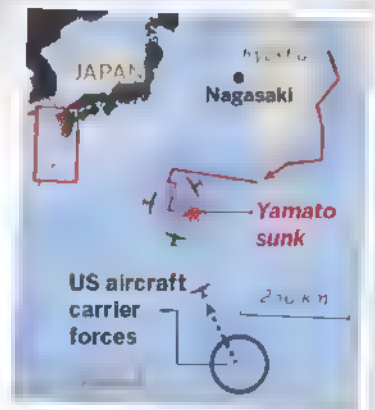 JAPAN
Nagasaki
Yamato
sunk
US aircraft
carrier
forces